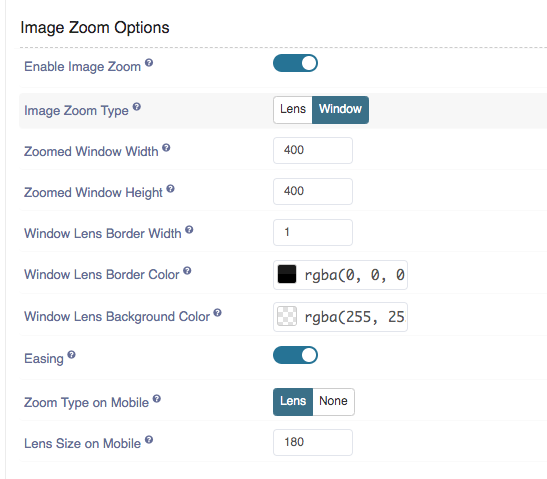 Image Zoom Options
Enable Image Zoom ?
Image Zoom Type ? Lens Window
Zoomed Window Width ? 400
Zoomed Window Height ? 400
Window Lens Border Width ? 1
Window Lens Border Color ? rgba(0, 0, 0
Window Lens Background Color ? rgba(255, 25
Easing ?
Zoom Type on Mobile ? Lens None
Lens Size on Mobile ? 180